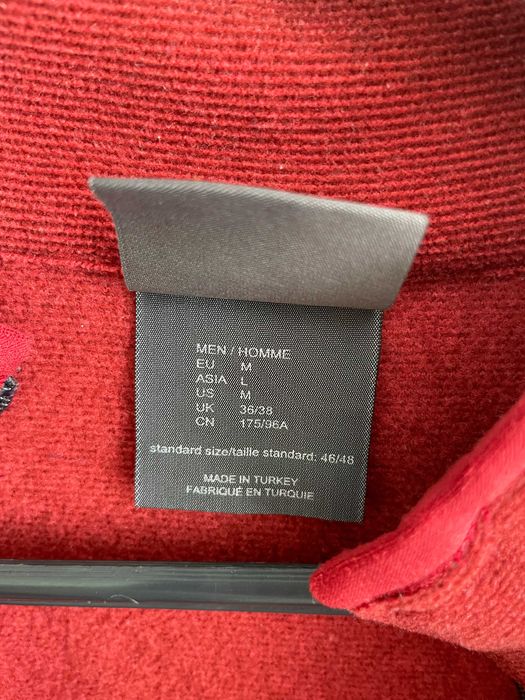 MEN / HOMME
EU M
ASIA L
US M
UK 36/38
CN 175/96A
standard size/taille standard: 46/48
MADE IN TURKEY
FABRIQUÉ EN TURQUIE